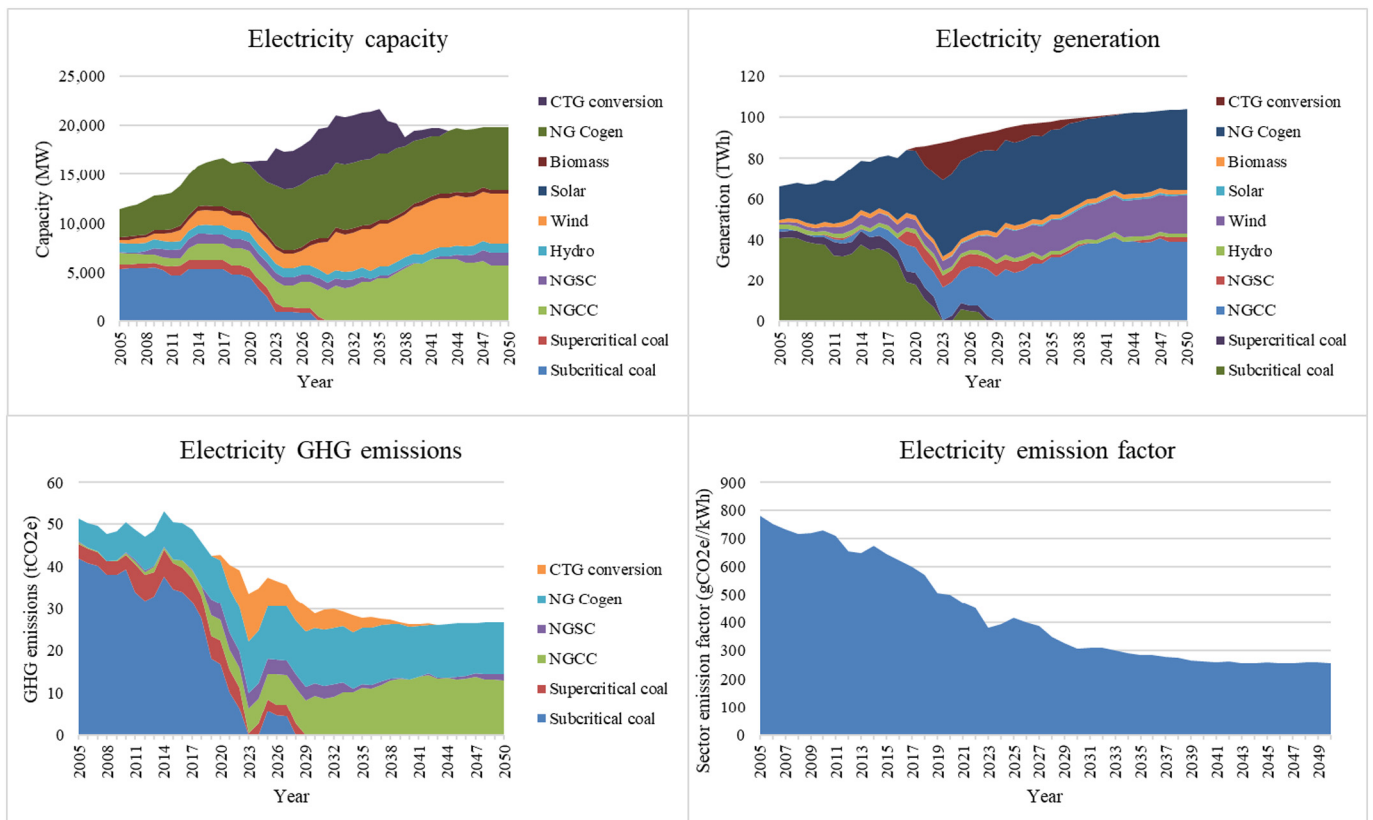 Electricity capacity
25,000
20,000
15,000
10,000
5,000
0
Capacity (MW)
2005
2008
2011
2014
2017
2020
2023
2026
2029
2032
2035
2038
2041
2044
2047
2050
Year
CTG conversion
NG Cogen
Biomass
Solar
Wind
Hydro
NGSC
NGCC
Supercritical coal
Subcritical coal
Electricity generation
120
100
80
60
40
20
0
Generation (TWh)
2005
2008
2011
2014
2017
2020
2023
2026
2029
2032
2035
2038
2041
2044
2047
2050
Year
CTG conversion
NG Cogen
Biomass
Solar
Wind
Hydro
NGSC
NGCC
Supercritical coal
Subcritical coal
Electricity GHG emissions
60
50
40
30
20
10
0
GHG emissions (tCO2e)
2005
2008
2011
2014
2017
2020
2023
2026
2029
2032
2035
2038
2041
2044
2047
2050
Year
CTG conversion
NG Cogen
NGSC
NGCC
Supercritical coal
Subcritical coal
Electricity emission factor
900
800
700
600
500
400
300
200
100
0
Sector emission factor (gCO2e//kWh)
2005
2007
2009
2011
2013
2015
2017
2019
2021
2023
2025
2027
2029
2031
2033
2035
2037
2039
2041
2043
2045
2047
2049
Year